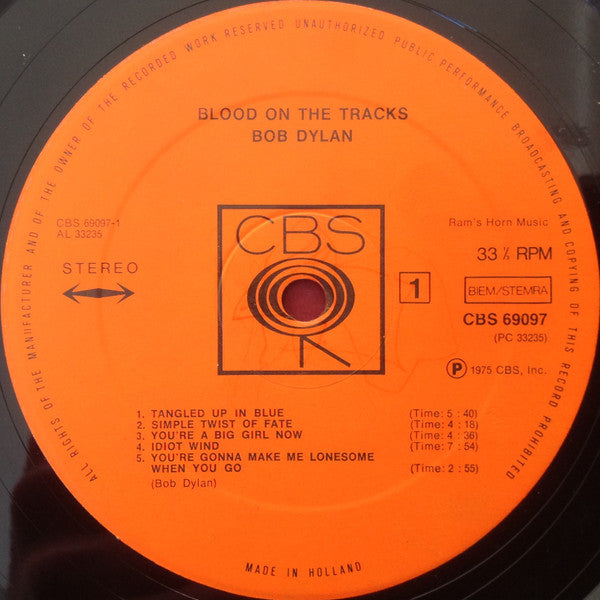 ALL RIGHTS OF THE MANUFACTURER AND OF THE OWNER OF THE RECORDED WORK RESERVED UNAUTHORIZED PUBLIC PERFORMANCE BROADCASTING AND COPYING OF THIS RECORD PROHIBITED
BLOOD ON THE TRACKS
BOB DYLAN
CBS 69097-1
AL 33235
STEREO
CBS
Ram's Horn Music
33 ⅓ RPM
1
BIEM/STEMRA
CBS 69097
(PC 33235)
Ⓟ 1975 CBS, Inc.
1. TANGLED UP IN BLUE (Time: 5 : 40)
2. SIMPLE TWIST OF FATE (Time: 4 : 18)
3. YOU'RE A BIG GIRL NOW (Time: 4 : 36)
4. IDIOT WIND (Time: 7 : 54)
5. YOU'RE GONNA MAKE ME LONESOME
WHEN YOU GO (Time: 2 : 55)
(Bob Dylan)
MADE IN HOLLAND